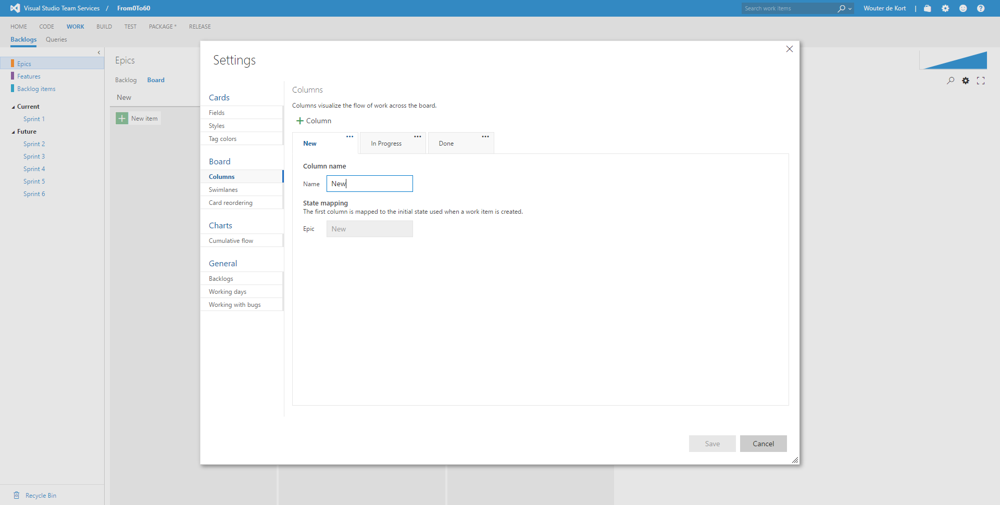 Visual Studio Team Services / From0To60
Search work items
Wouter de Kort |
HOME CODE WORK BUILD TEST PACKAGE * RELEASE
Backlogs Queries
Epics
Features
Backlog items
Current
Sprint 1
Future
Sprint 2
Sprint 3
Sprint 4
Sprint 5
Sprint 6
Recycle Bin
Epics
Backlog Board
New
New item
Settings
Cards
Fields
Styles
Tag colors
Board
Columns
Swimlanes
Card reordering
Charts
Cumulative flow
General
Backlogs
Working days
Working with bugs
Columns
Columns visualize the flow of work across the board.
+ Column
New ... In Progress ... Done ...
Column name
Name New
State mapping
The first column is mapped to the initial state used when a work item is created.
Epic New
Save Cancel